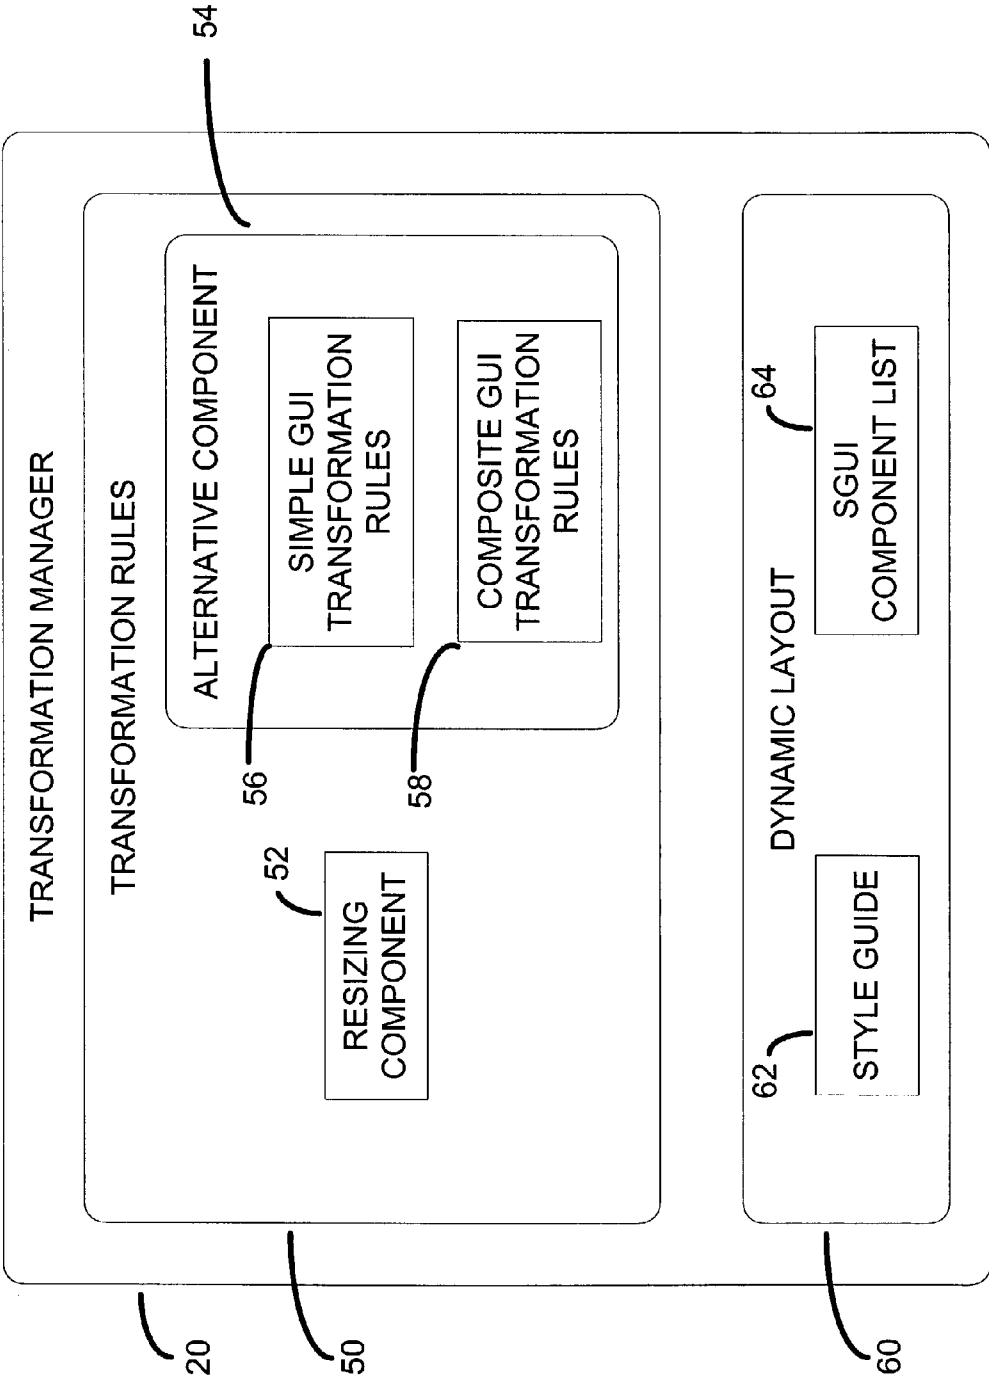 TRANSFORMATION MANAGER
20
TRANSFORMATION RULES
50
RESIZING
COMPONENT
52
ALTERNATIVE COMPONENT
54
SIMPLE GUI
TRANSFORMATION
RULES
56
COMPOSITE GUI
TRANSFORMATION
RULES
58
DYNAMIC LAYOUT
60
STYLE GUIDE
62
SGUI
COMPONENT LIST
64